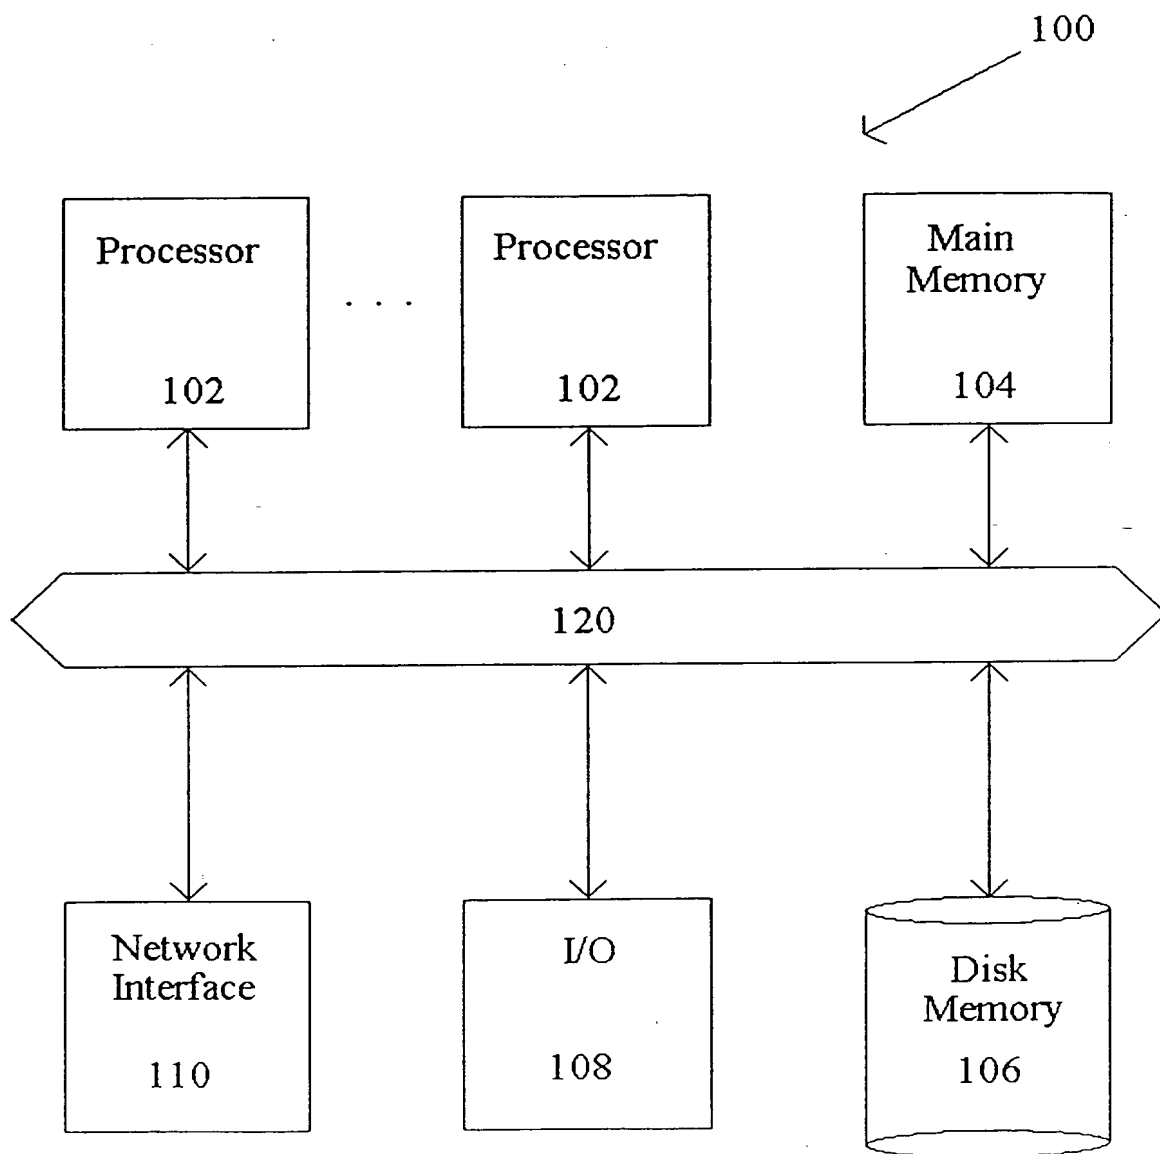 100
Processor
102
. . .
Processor
102
Main
Memory
104
120
Network
Interface
110
I/O
108
Disk
Memory
106